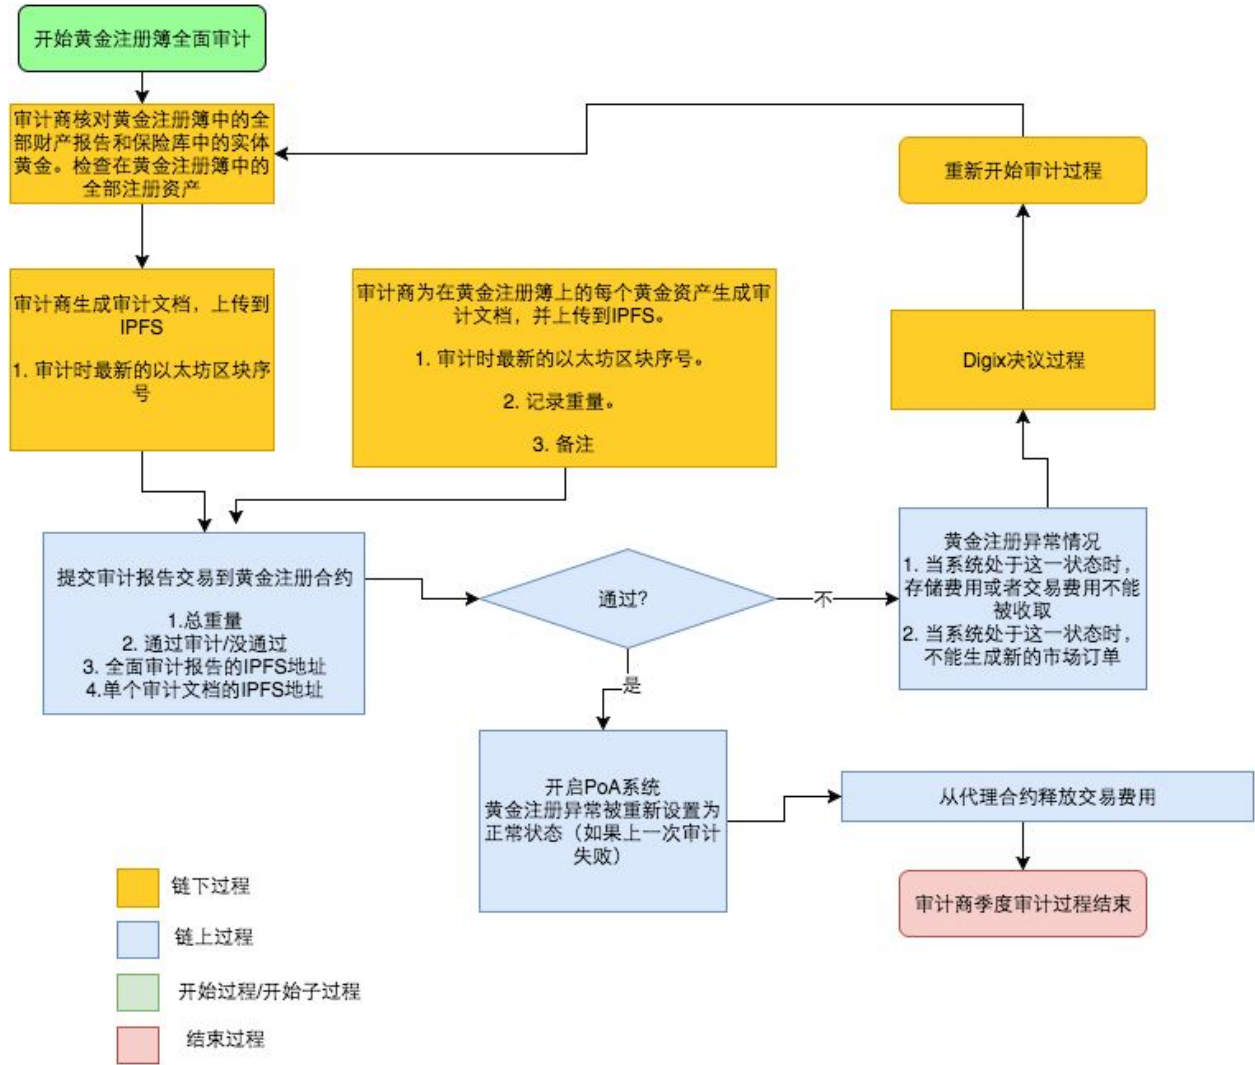 开始黄金注册簿全面审计
审计商核对黄金注册簿中的全
部财产报告和保险库中的实体
黄金。检查在黄金注册簿中的
全部注册资产
重新开始审计过程
审计商生成审计文档，上传到
IPFS
1. 审计时最新的以太坊区块序
号
审计商为在黄金注册簿上的每个黄金资产生成审
计文档，并上传到IPFS。
1. 审计时最新的以太坊区块序号。
2. 记录重量。
3. 备注
Digix决议过程
提交审计报告交易到黄金注册合约
1.总重量
2. 通过审计/没通过
3. 全面审计报告的IPFS地址
4.单个审计文档的IPFS地址
通过?
不
黄金注册异常情况
1. 当系统处于这一状态时，
存储费用或者交易费用不能
被收取
2. 当系统处于这一状态时，
不能生成新的市场订单
是
开启PoA系统
黄金注册异常被重新设置为
正常状态（如果上一次审计
失败）
从代理合约释放交易费用
审计商季度审计过程结束
链下过程
链上过程
开始过程/开始子过程
结束过程